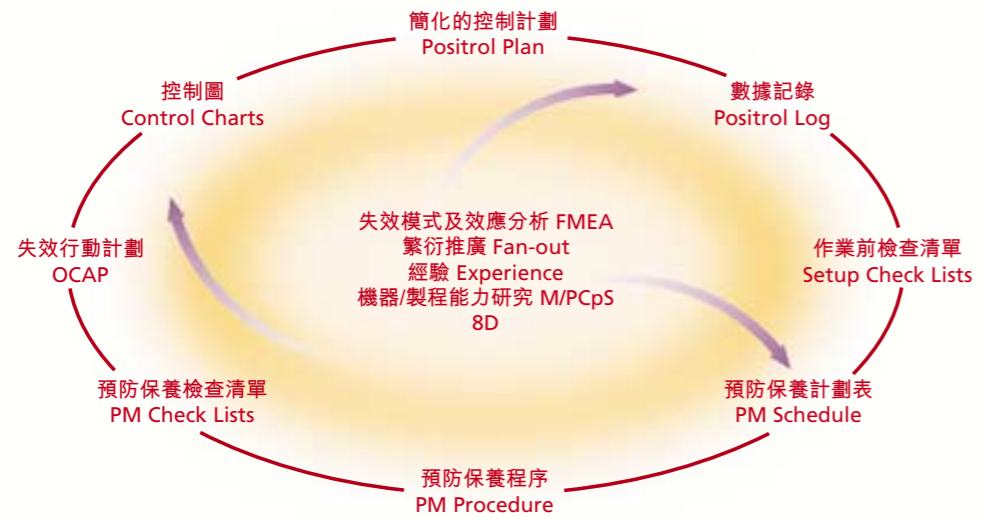 簡化的控制計劃
Positrol Plan
控制圖
Control Charts
數據記錄
Positrol Log
失效模式及效應分析 FMEA
繁衍推廣 Fan-out
經驗 Experience
機器/製程能力研究 M/PCpS
8D
失效行動計劃
OCAP
作業前檢查清單
Setup Check Lists
預防保養檢查清單
PM Check Lists
預防保養計劃表
PM Schedule
預防保養程序
PM Procedure